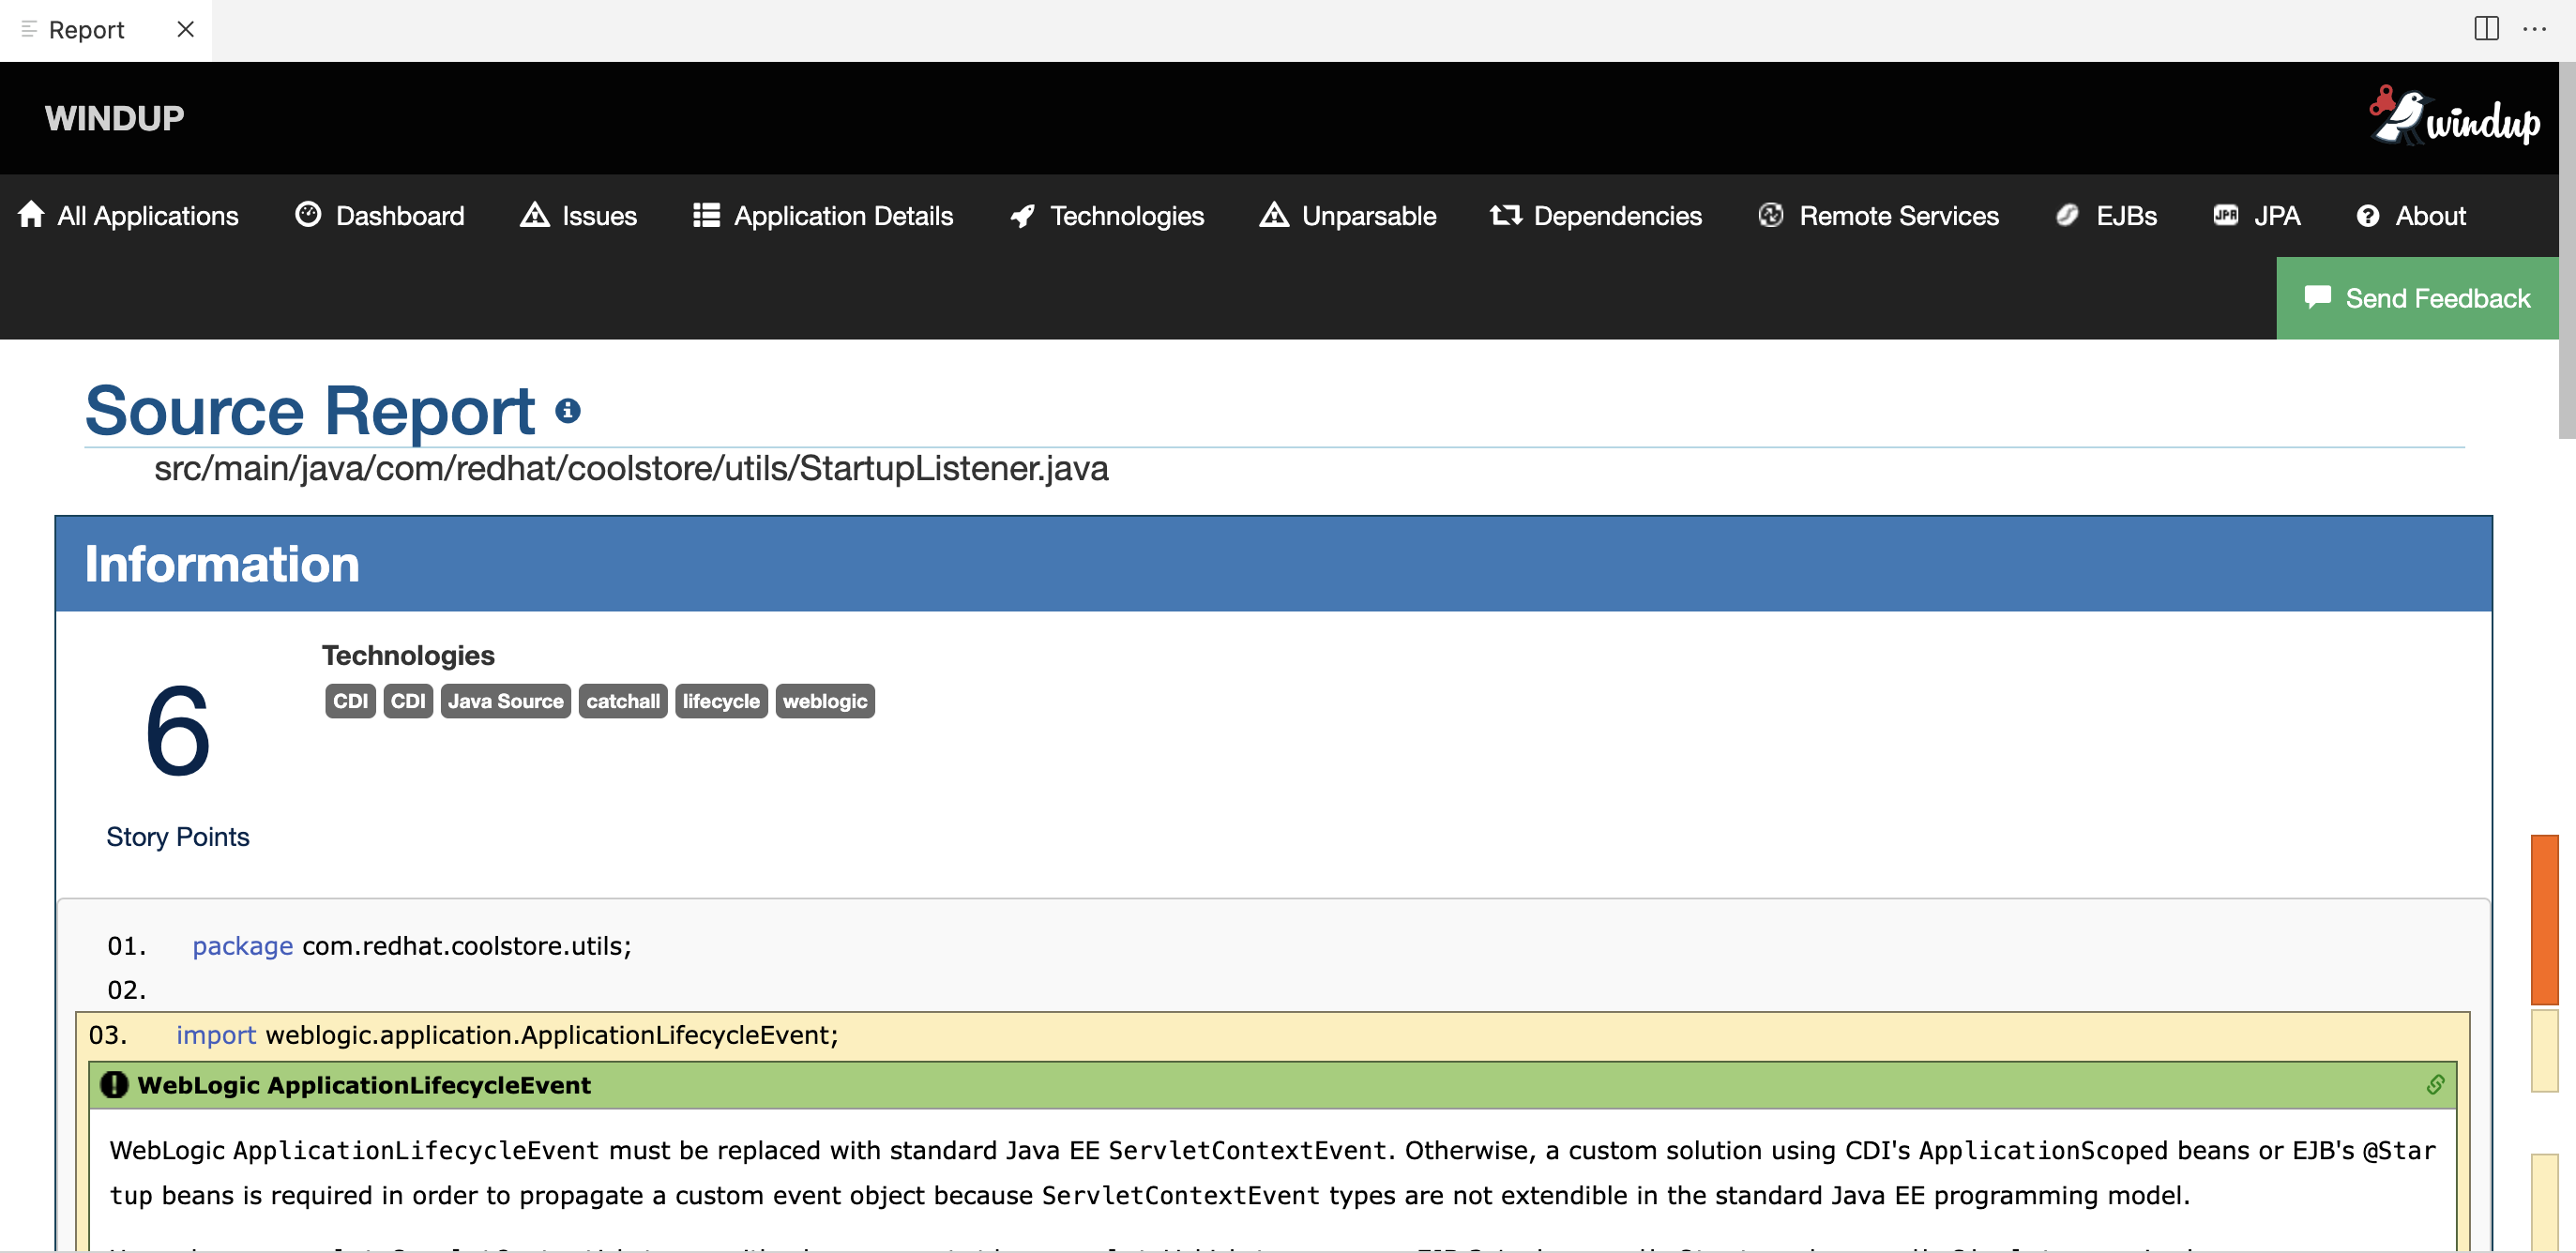 Report
WINDUP
windup
All Applications Dashboard Issues Application Details Technologies Unparsable Dependencies Remote Services EJBs JPA About
Send Feedback
Source Report
src/main/java/com/redhat/coolstore/utils/StartupListener.java
Information
6
Story Points
Technologies
CDI CDI Java Source catchall lifecycle weblogic
01. package com.redhat.coolstore.utils;
02.
03. import weblogic.application.ApplicationLifecycleEvent;
WebLogic ApplicationLifecycleEvent
WebLogic ApplicationLifecycleEvent must be replaced with standard Java EE ServletContextEvent. Otherwise, a custom solution using CDI's ApplicationScoped beans or EJB's @Star
tup beans is required in order to propagate a custom event object because ServletContextEvent types are not extendible in the standard Java EE programming model.